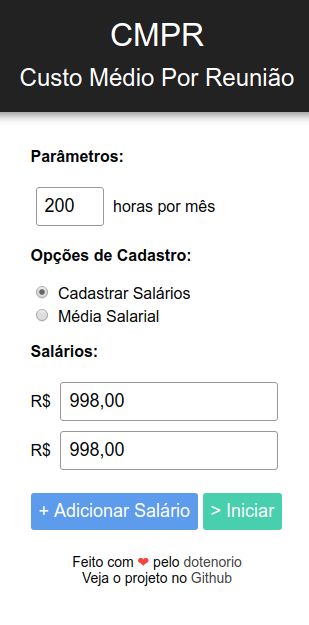 CMPR
Custo Médio Por Reunião
Parâmetros:
200 horas por mês
Opções de Cadastro:
Cadastrar Salários
Média Salarial
Salários:
R$ 998,00
R$ 998,00
+ Adicionar Salário > Iniciar
Feito com ❤ pelo dotenorio
Veja o projeto no Github